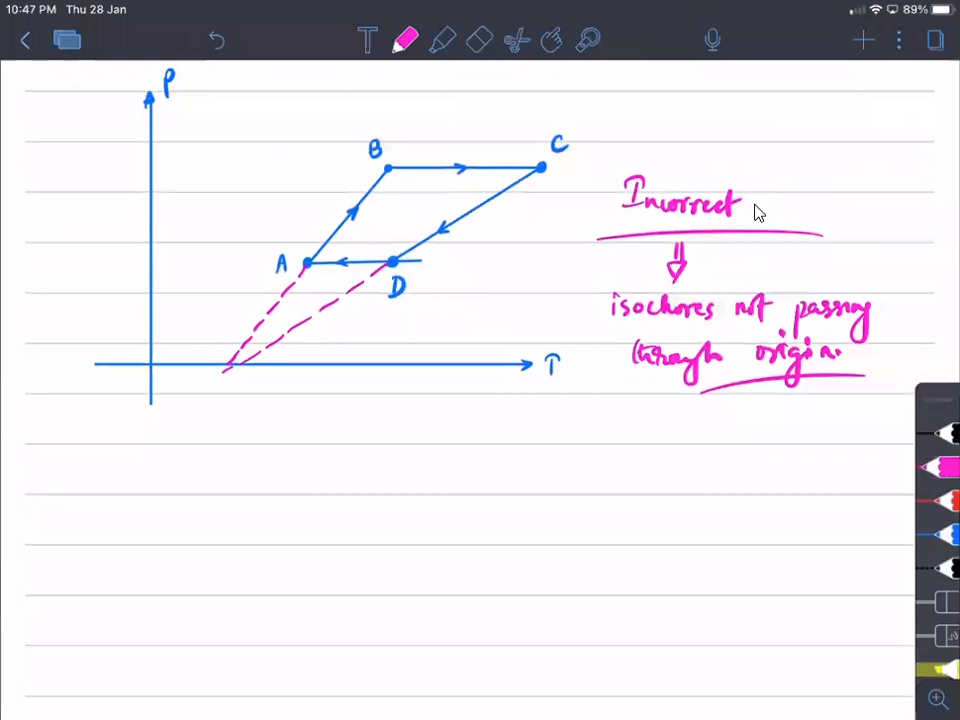 10:47 PM Thu 28 Jan
89%
T
P
B
C
A
D
T
Incorrect
isochores not passing
through origin.